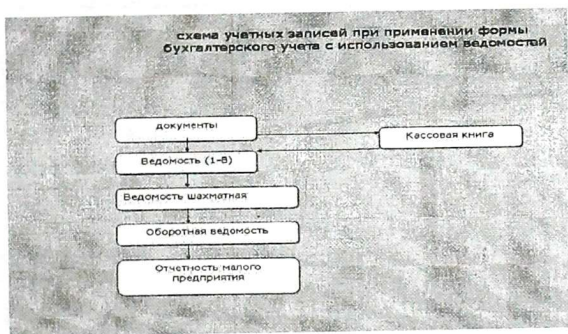 схема учетных записей при применении формы
бухгалтерского учета с использованием ведомостей
документы
Кассовая книга
Ведомость (1-8)
Ведомость шахматная
Оборотная ведомость
Отчетность малого
предприятия